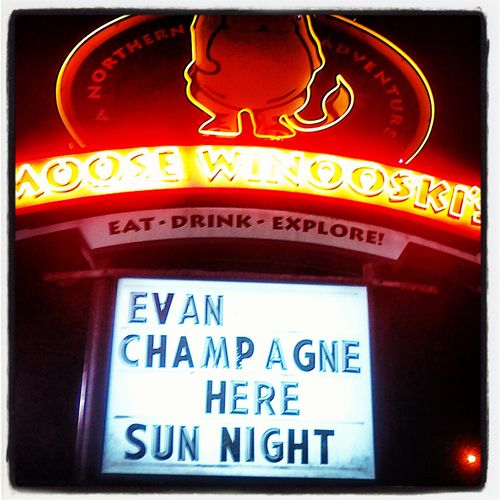 A NORTHERN ADVENTURE
MOOSE WINOOSKI'S
EAT - DRINK - EXPLORE!
EVAN
CHAMPAGNE
HERE
SUN NIGHT